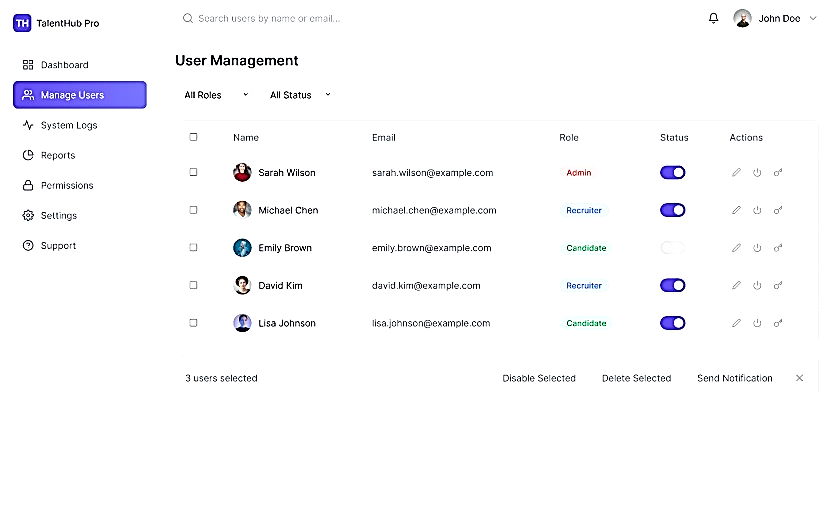 TH TalentHub Pro
Search users by name or email...
John Doe
Dashboard
Manage Users
System Logs
Reports
Permissions
Settings
Support
User Management
All Roles All Status
Name Email Role Status Actions
Sarah Wilson sarah.wilson@example.com Admin
Michael Chen michael.chen@example.com Recruiter
Emily Brown emily.brown@example.com Candidate
David Kim david.kim@example.com Recruiter
Lisa Johnson lisa.johnson@example.com Candidate
3 users selected Disable Selected Delete Selected Send Notification